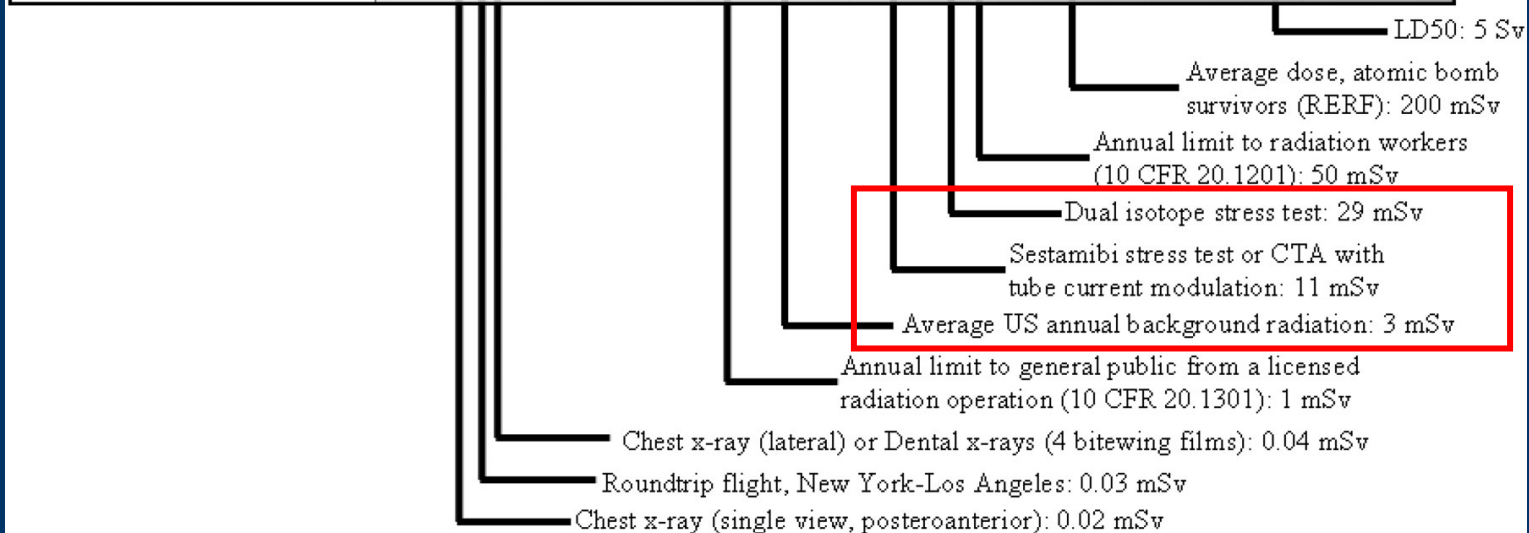 LD50: 5 Sv
Average dose, atomic bomb
survivors (RERF): 200 mSv
Annual limit to radiation workers
(10 CFR 20.1201): 50 mSv
Dual isotope stress test: 29 mSv
Sestamibi stress test or CTA with
tube current modulation: 11 mSv
Average US annual background radiation: 3 mSv
Annual limit to general public from a licensed
radiation operation (10 CFR 20.1301): 1 mSv
Chest x-ray (lateral) or Dental x-rays (4 bitewing films): 0.04 mSv
Roundtrip flight, New York-Los Angeles: 0.03 mSv
Chest x-ray (single view, posteroanterior): 0.02 mSv